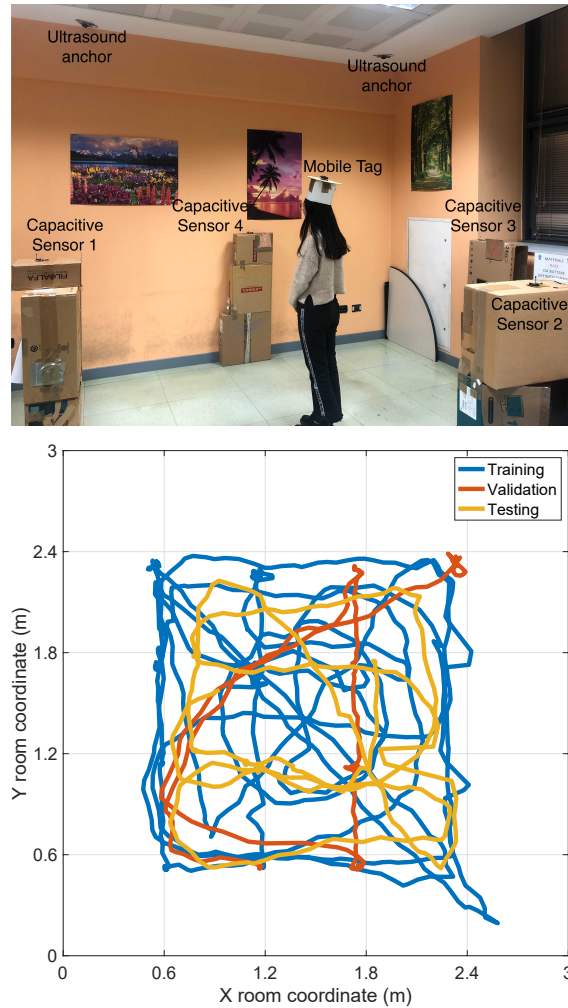 Ultrasound
anchor
Ultrasound
anchor
Mobile Tag
Capacitive
Sensor 1
Capacitive
Sensor 4
Capacitive
Sensor 3
Capacitive
Sensor 2
3
2.4
1.8
1.2
0.6
0
0
0.6
1.2
1.8
2.4
3
Y room coordinate (m)
X room coordinate (m)
Training
Validation
Testing